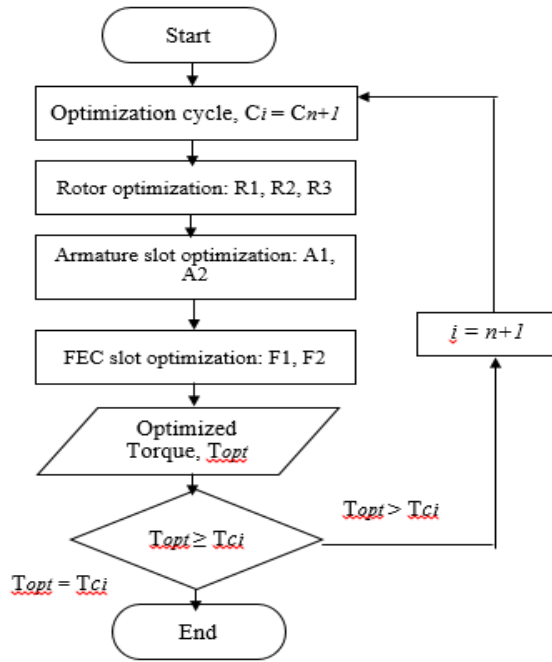 Start
Optimization cycle, Ci = Cn+1
Rotor optimization: R1, R2, R3
Armature slot optimization: A1,
A2
i = n+1
FEC slot optimization: F1, F2
Optimized
Torque, Topt
Topt > Tci
Topt ≥ Tci
Topt = Tci
End